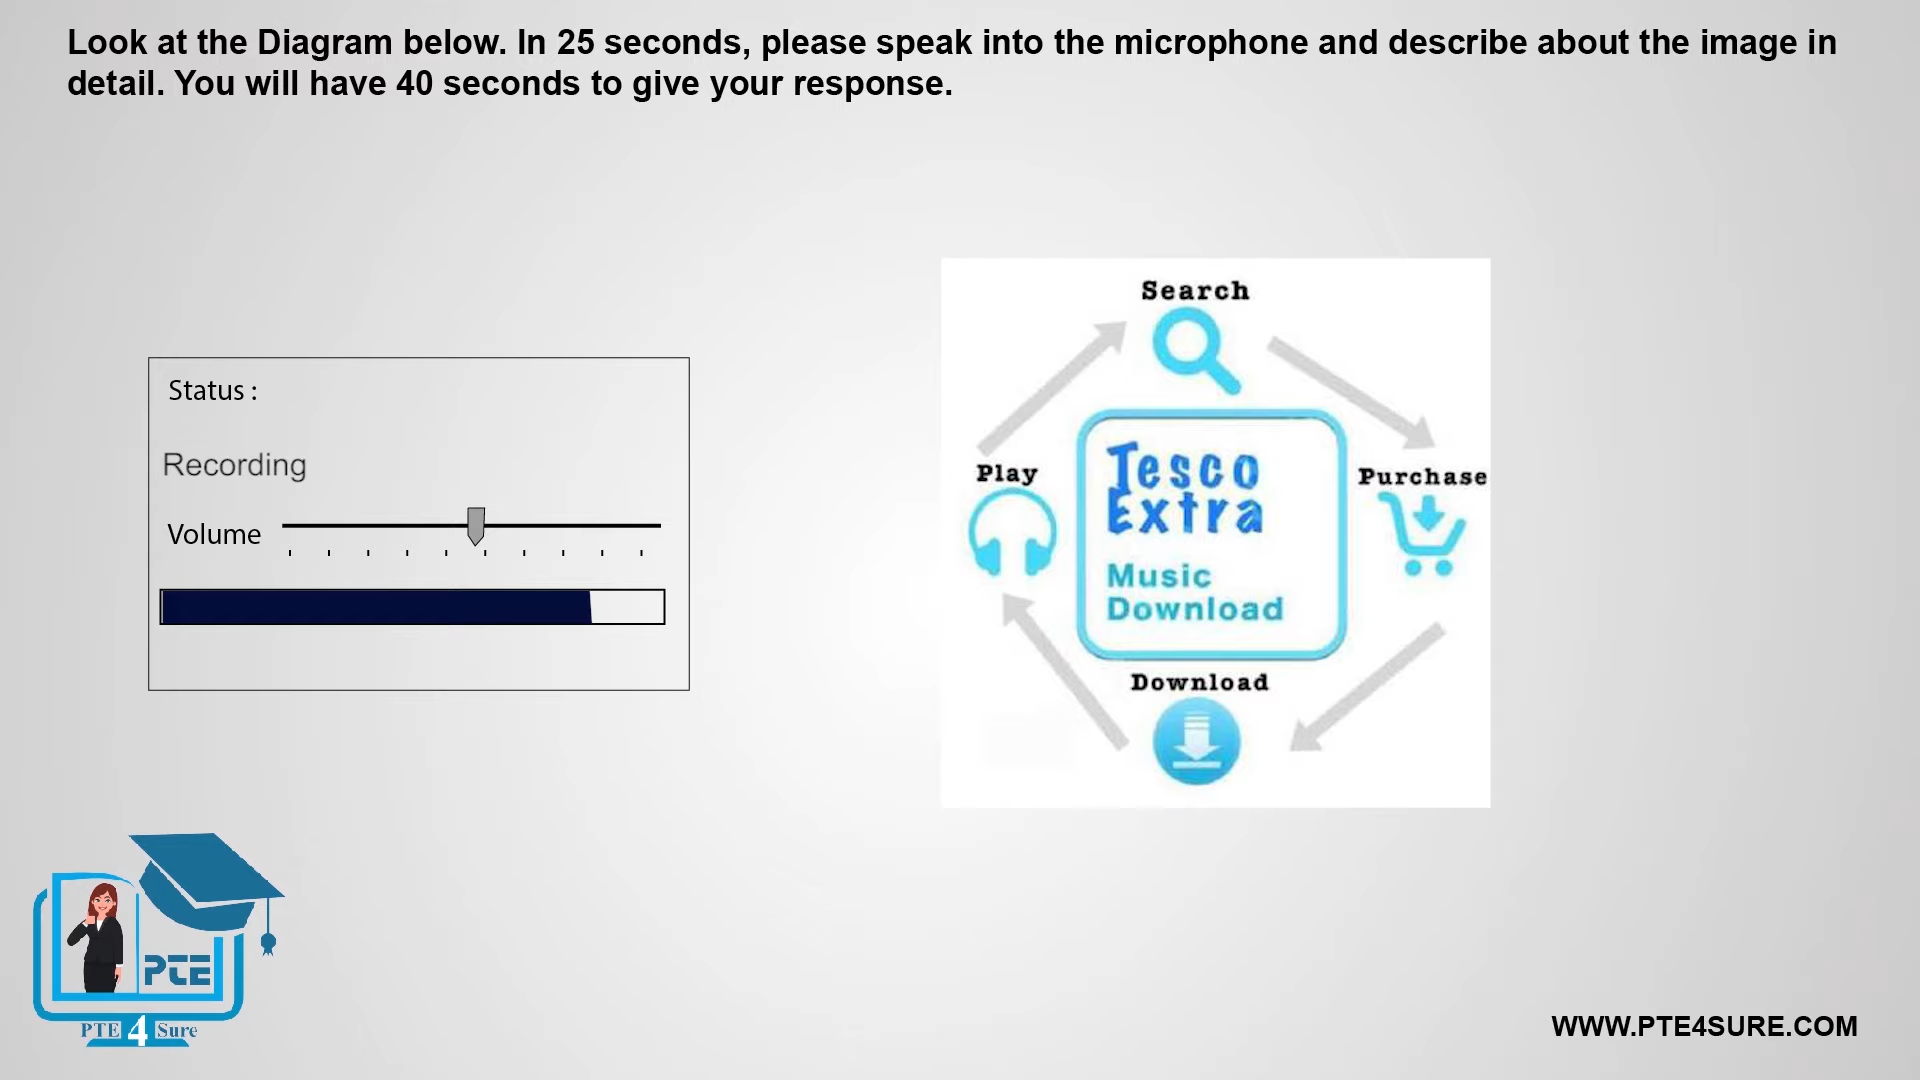 Look at the Diagram below. In 25 seconds, please speak into the microphone and describe about the image in
detail. You will have 40 seconds to give your response.
Status :
Recording
Volume
Search
Play
Purchase
Tesco
Extra
Music
Download
Download
PTE
PTE 4 Sure
WWW.PTE4SURE.COM